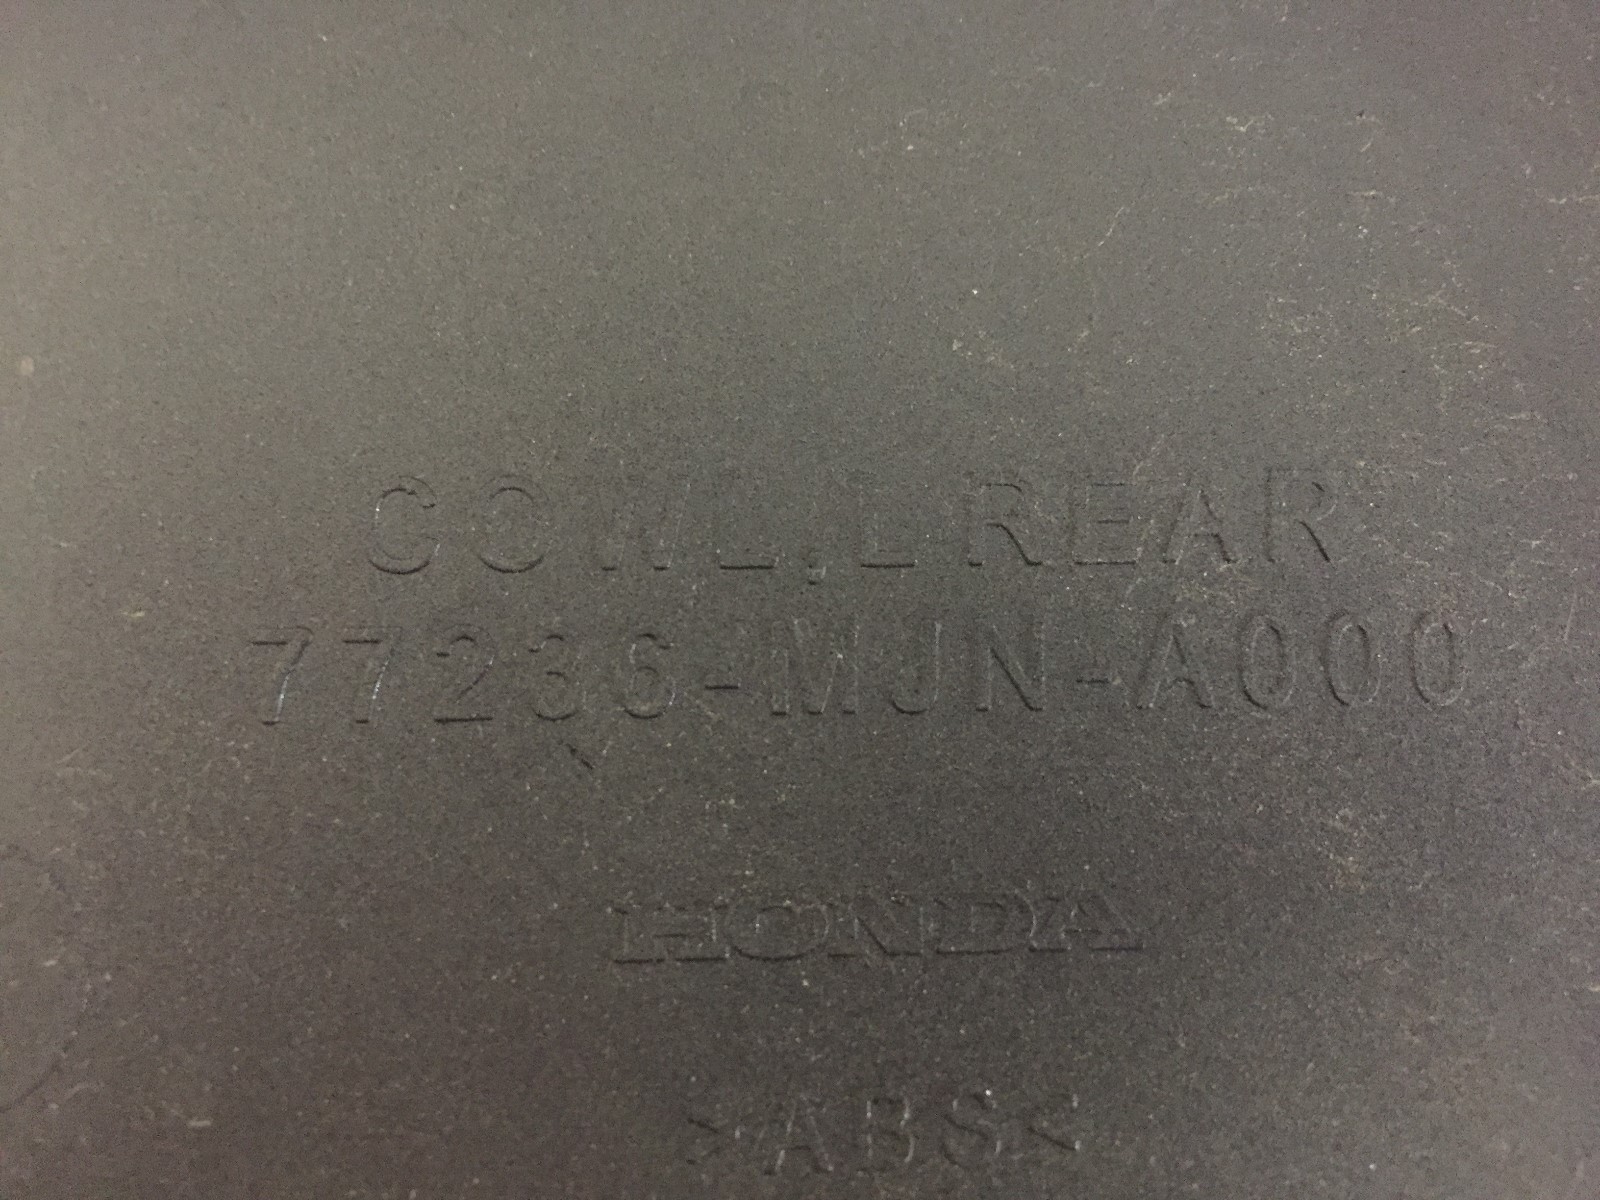 COWL,L REAR
77236-MJN-A000
HONDA
>ABS<